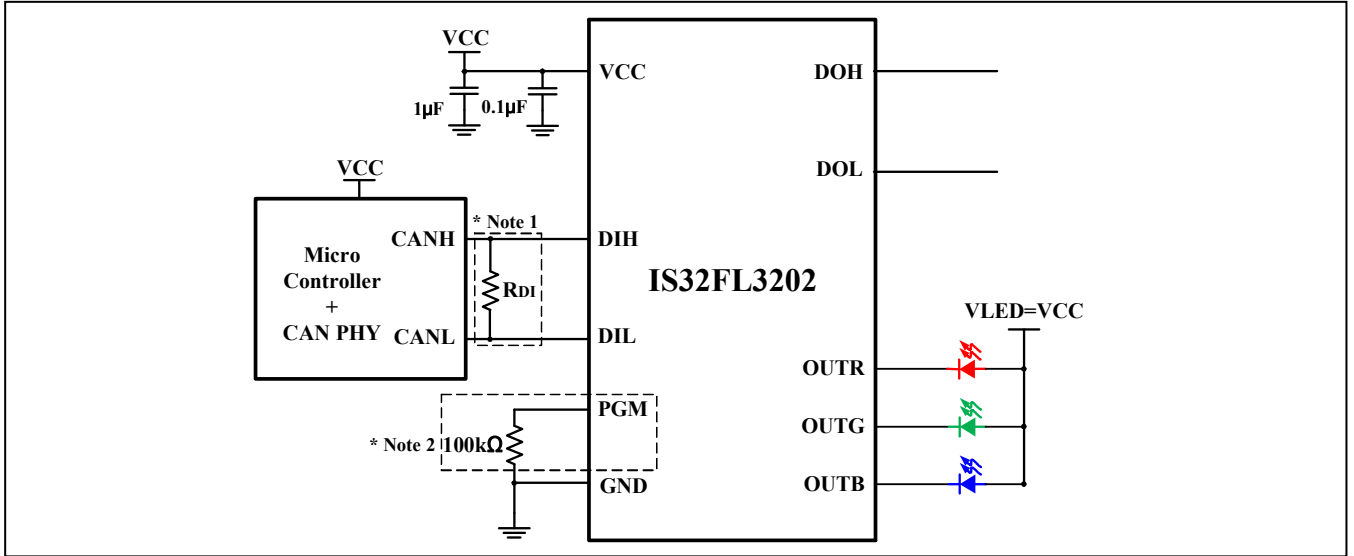 VCC
VCC
DOH
1µF
0.1µF
DOL
VCC
* Note 1
CANH
DIH
Micro
Controller
+
CAN PHY
RDI
IS32FL3202
VLED=VCC
CANL
DIL
OUTR
PGM
OUTG
* Note 2 100kΩ
GND
OUTB